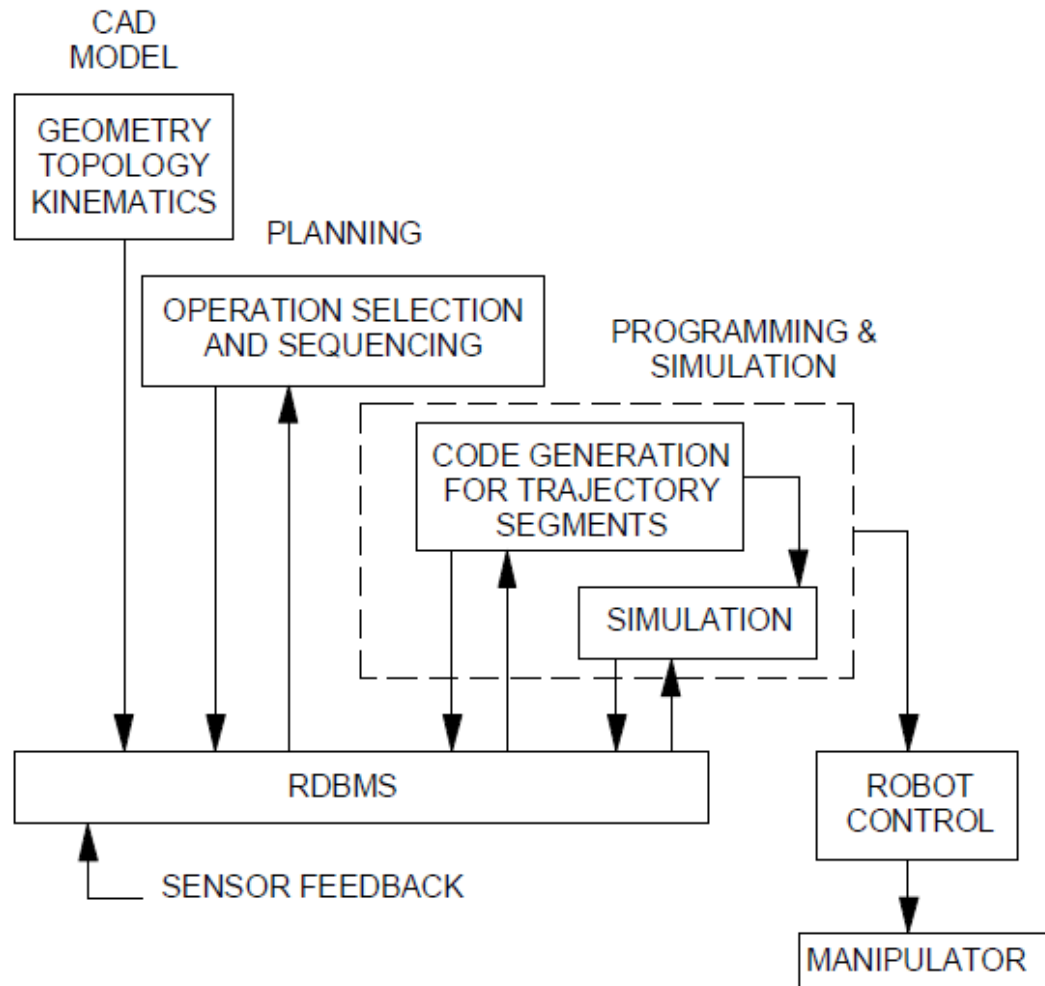 CAD
MODEL
GEOMETRY
TOPOLOGY
KINEMATICS
PLANNING
OPERATION SELECTION
AND SEQUENCING
PROGRAMMING &
SIMULATION
CODE GENERATION
FOR TRAJECTORY
SEGMENTS
SIMULATION
RDBMS
ROBOT
CONTROL
SENSOR FEEDBACK
MANIPULATOR